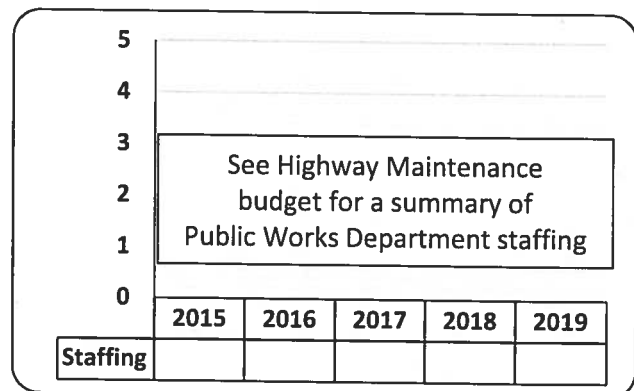 5
4
3
2
1
0
See Highway Maintenance
budget for a summary of
Public Works Department staffing
2015 2016 2017 2018 2019
Staffing